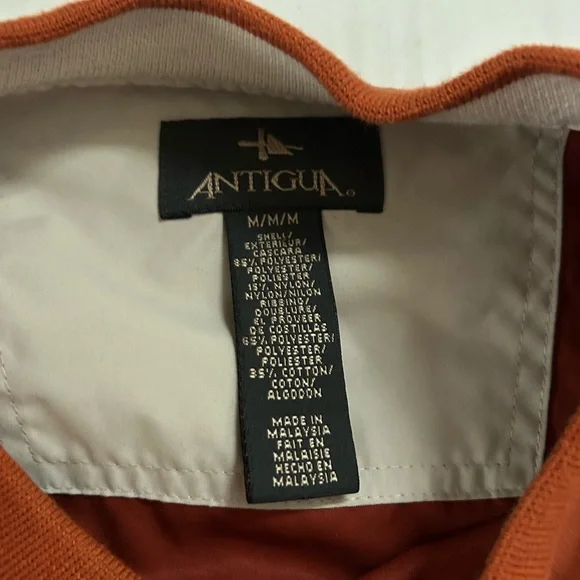 ANTIGUA
M/M/M
SHELL/
EXTERIEUR/
CASCARA
85% POLYESTER/
POLYESTER/
POLIESTER
15% NYLON/
NYLON/NILON
RIBBING/
DOUBLURE/
EL PROVEER
DE COSTILLAS
65% POLYESTER/
POLYESTER/
POLIESTER
35% COTTON/
COTON/
ALGODON
MADE IN
MALAYSIA
FAIT EN
MALAISIE
HECHO EN
MALAYSIA